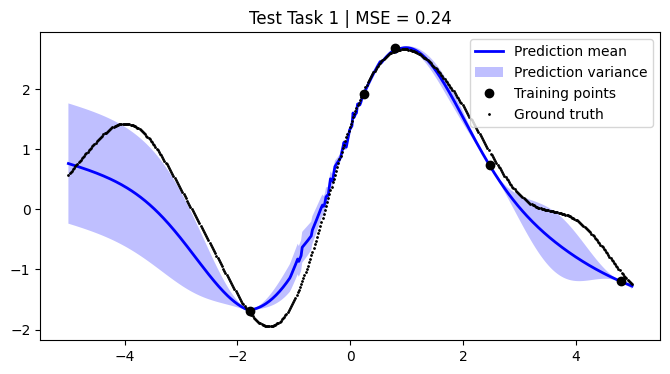 Test Task 1 | MSE = 0.24
Prediction mean
Prediction variance
Training points
Ground truth
2
1
0
−1
−2
−4
−2
0
2
4